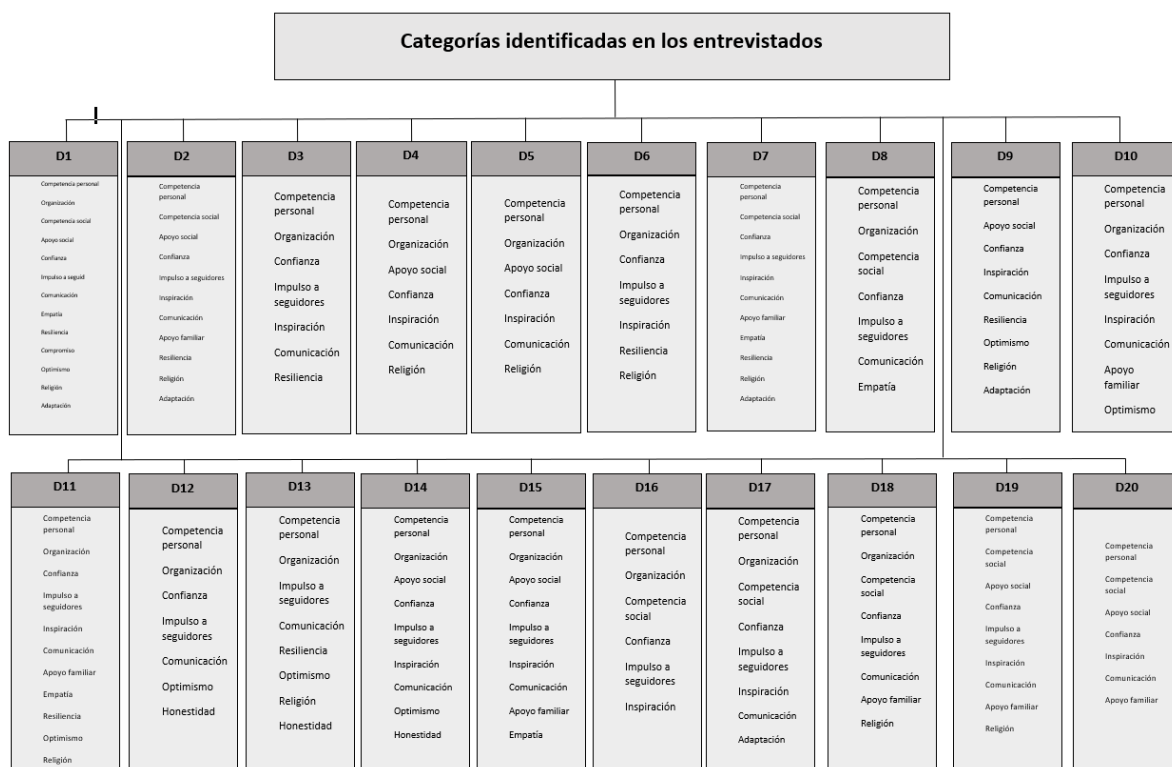 Categorías identificadas en los entrevistados
D1
Competencia personal
Organización
Competencia social
Apoyo social
Confianza
Impulso a seguid
Comunicación
Empatía
Resiliencia
Compromiso
Optimismo
Religión
Adaptación
D2
Competencia
personal
Competencia social
Apoyo social
Confianza
Impulso a seguidores
Inspiración
Comunicación
Apoyo familiar
Resiliencia
Religión
Adaptación
D3
Competencia
personal
Organización
Confianza
Impulso a
seguidores
Inspiración
Comunicación
Resiliencia
D4
Competencia
personal
Organización
Apoyo social
Confianza
Inspiración
Comunicación
Religión
D5
Competencia
personal
Organización
Apoyo social
Confianza
Inspiración
Comunicación
Religión
D6
Competencia
personal
Organización
Confianza
Impulso a
seguidores
Inspiración
Resiliencia
Religión
D7
Competencia
personal
Competencia social
Confianza
Impulso a seguidores
Inspiración
Comunicación
Apoyo familiar
Empatía
Resiliencia
Religión
Adaptación
D8
Competencia
personal
Organización
Competencia
social
Confianza
Impulso a
seguidores
Comunicación
Empatía
D9
Competencia
personal
Apoyo social
Confianza
Inspiración
Comunicación
Resiliencia
Optimismo
Religión
Adaptación
D10
Competencia
personal
Organización
Confianza
Impulso a
seguidores
Inspiración
Comunicación
Apoyo
familiar
Optimismo
D11
Competencia
personal
Organización
Confianza
Impulso a
seguidores
Inspiración
Comunicación
Apoyo familiar
Empatía
Resiliencia
Optimismo
Religión
D12
Competencia
personal
Organización
Confianza
Impulso a
seguidores
Comunicación
Optimismo
Honestidad
D13
Competencia
personal
Organización
Impulso a
seguidores
Comunicación
Resiliencia
Optimismo
Religión
Honestidad
D14
Competencia
personal
Organización
Apoyo social
Confianza
Impulso a
seguidores
Inspiración
Comunicación
Optimismo
Honestidad
D15
Competencia
personal
Organización
Apoyo social
Confianza
Impulso a
seguidores
Inspiración
Comunicación
Apoyo familiar
Empatía
D16
Competencia
personal
Organización
Competencia
social
Confianza
Impulso a
seguidores
Inspiración
D17
Competencia
personal
Organización
Competencia
social
Confianza
Impulso a
seguidores
Inspiración
Comunicación
Adaptación
D18
Competencia
personal
Organización
Competencia
social
Confianza
Impulso a
seguidores
Comunicación
Apoyo familiar
Religión
D19
Competencia
personal
Competencia
social
Apoyo social
Confianza
Impulso a
seguidores
Inspiración
Comunicación
Apoyo familiar
Religión
D20
Competencia
personal
Competencia
social
Apoyo social
Confianza
Inspiración
Comunicación
Apoyo familiar